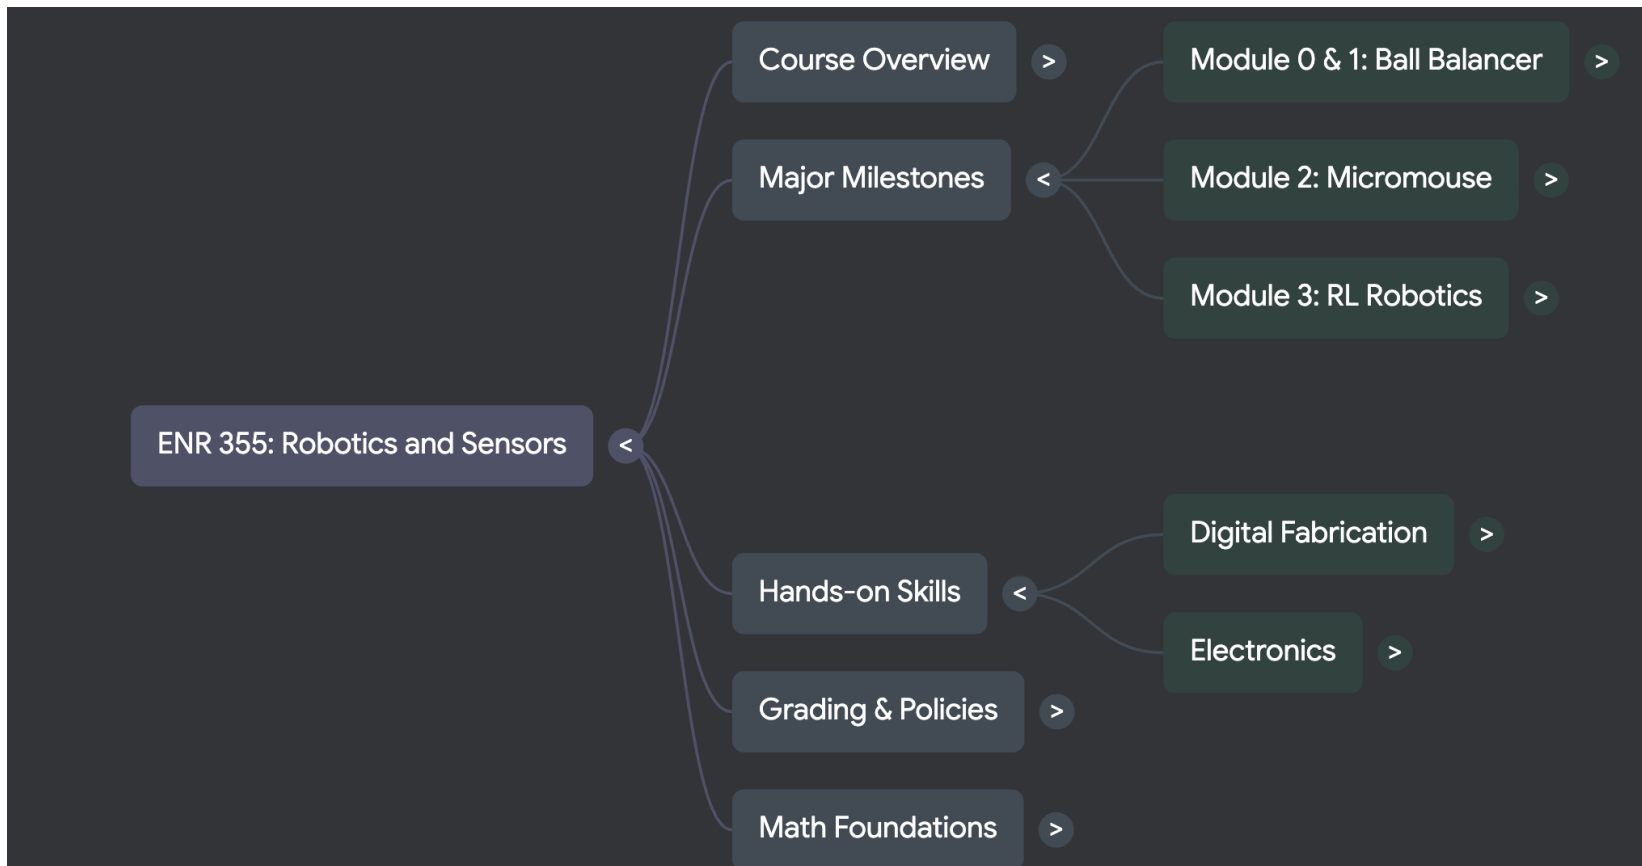 Course Overview >
Module 0 & 1: Ball Balancer >
Major Milestones <
Module 2: Micromouse >
Module 3: RL Robotics >
ENR 355: Robotics and Sensors <
Digital Fabrication >
Hands-on Skills <
Electronics >
Grading & Policies >
Math Foundations >